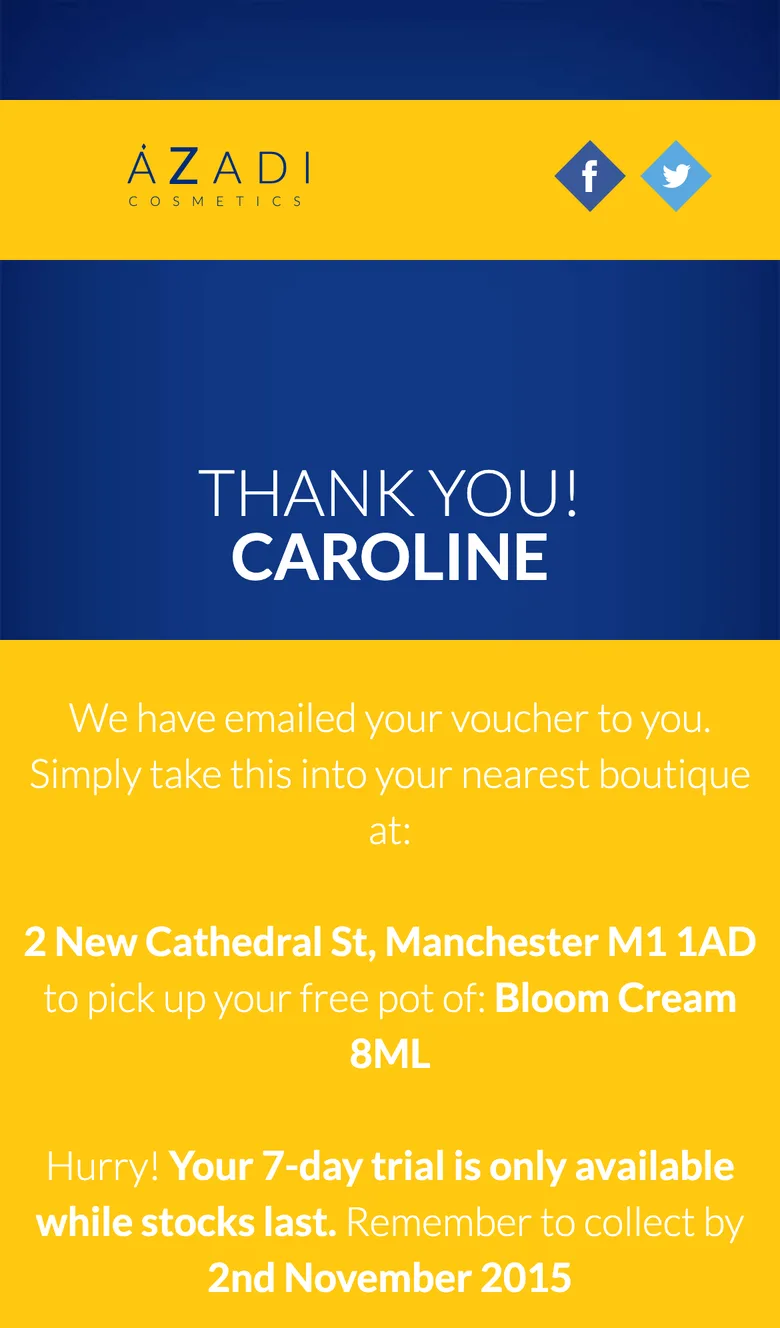 ÁZADI
COSMETICS
THANK YOU!
CAROLINE
We have emailed your voucher to you.
Simply take this into your nearest boutique
at:
2 New Cathedral St, Manchester M1 1AD
to pick up your free pot of: Bloom Cream
8ML
Hurry! Your 7-day trial is only available
while stocks last. Remember to collect by
2nd November 2015